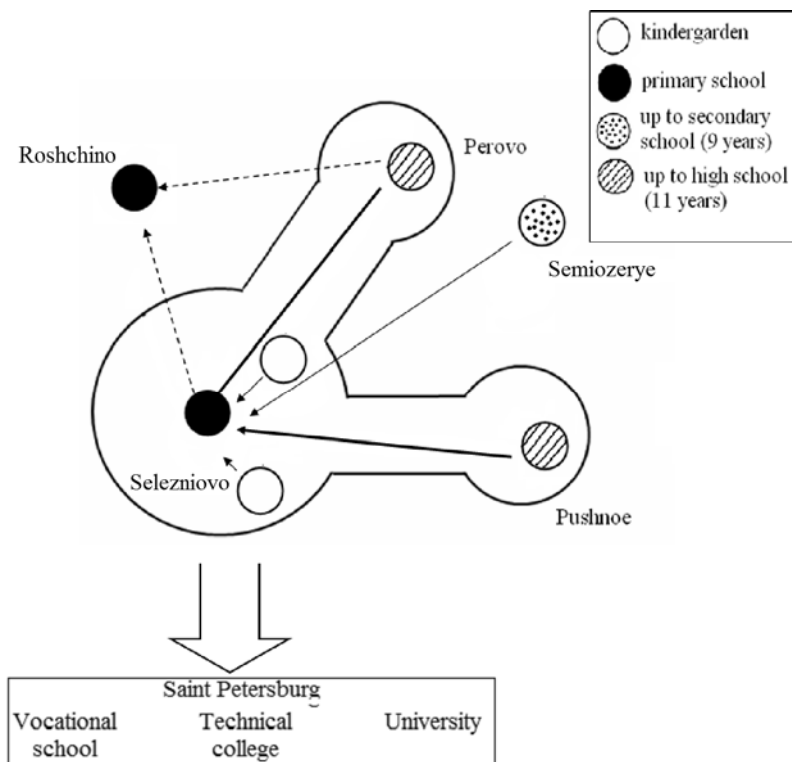 kindergarden
primary school
up to secondary
school (9 years)
up to high school
(11 years)
Roshchino
Perovo
Semiozerye
Selezniovo
Pushnoe
Saint Petersburg
Vocational
school
Technical
college
University